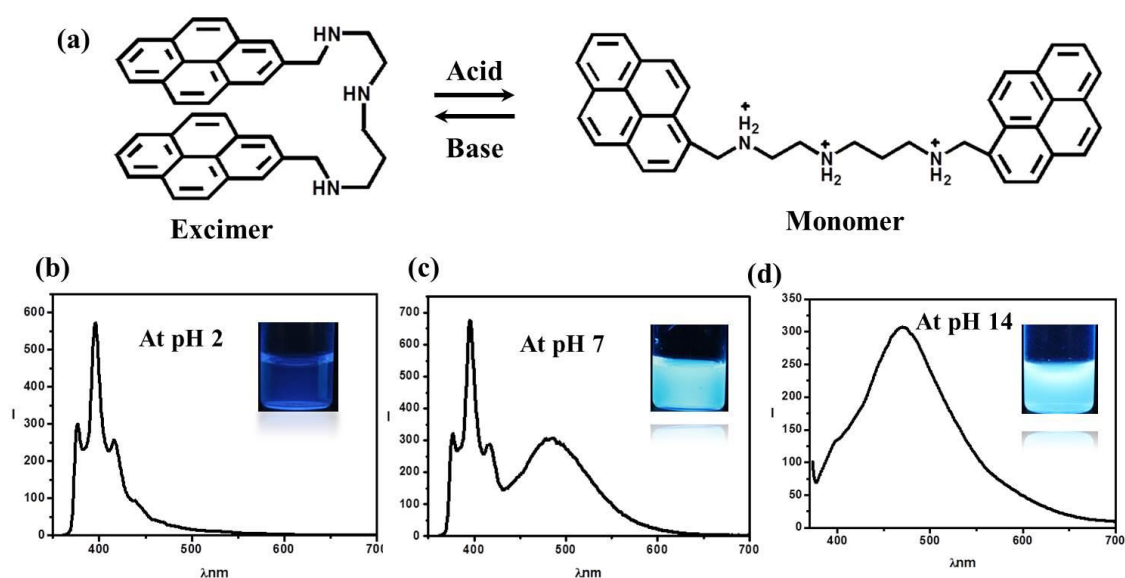 (a)
NH
HN
HN
Excimer
Acid
Base
+
N
H2
+
N
H2
+
N
H2
Monomer
(b)
At pH 2
600
500
400
300
200
100
0
I
400
500
600
700
λnm
(c)
At pH 7
700
600
500
400
300
200
100
0
I
400
500
600
700
λnm
(d)
At pH 14
350
300
250
200
150
100
50
0
I
400
500
600
700
λnm